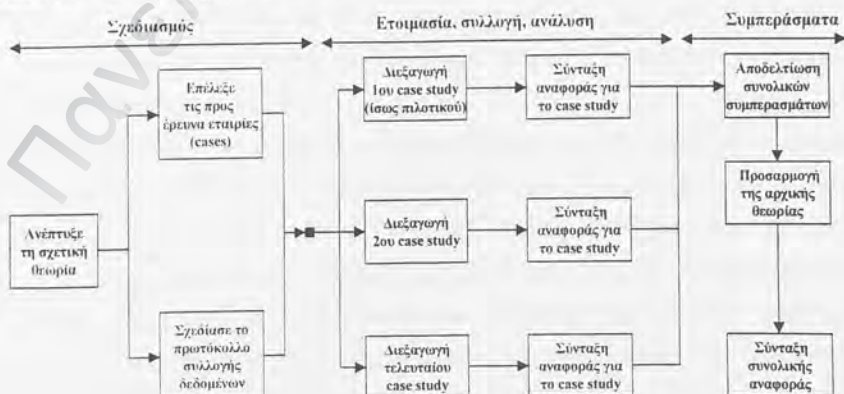 Σχεδιασμός
Ετοιμασία, συλλογή, ανάλυση
Συμπεράσματα
Ανέπτυξε
τη σχετική
θεωρία
Επέλεξε
τις προς
έρευνα εταιρίες
(cases)
Σχεδίασε το
πρωτόκολλο
συλλογής
δεδομένων
Διεξαγωγή
1ου case study
(ίσως πιλοτικού)
Σύνταξη
αναφοράς για
το case study
Διεξαγωγή
2ου case study
Σύνταξη
αναφοράς για
το case study
Διεξαγωγή
τελευταίου
case study
Σύνταξη
αναφοράς για
το case study
Αποδελτίωση
συνολικών
συμπερασμάτων
Προσαρμογή
της αρχικής
θεωρίας
Σύνταξη
συνολικής
αναφοράς